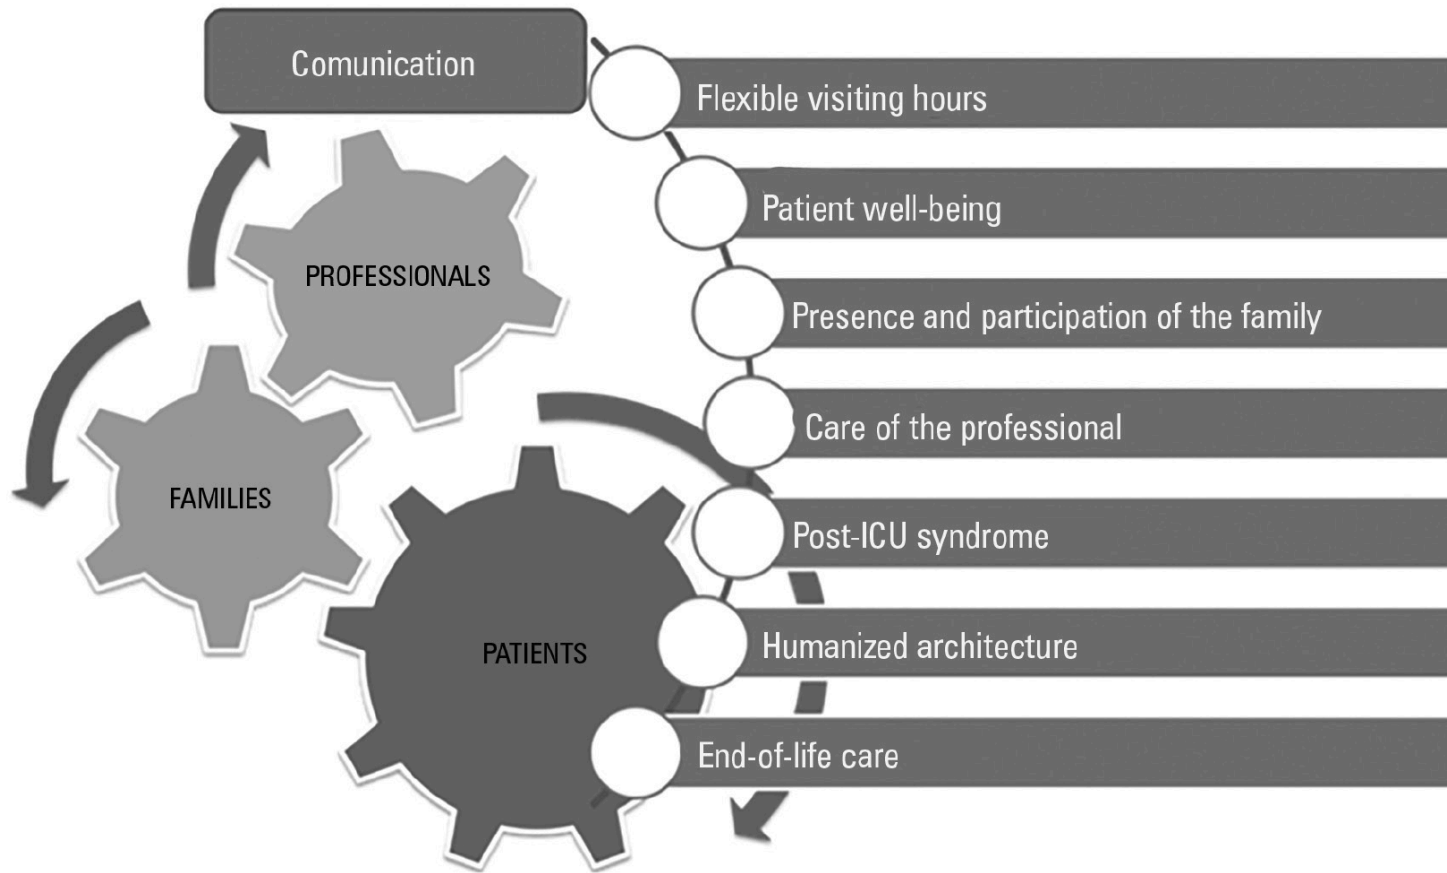 Comunication
Flexible visiting hours
Patient well-being
PROFESSIONALS
Presence and participation of the family
Care of the professional
FAMILIES
Post-ICU syndrome
Humanized architecture
PATIENTS
End-of-life care